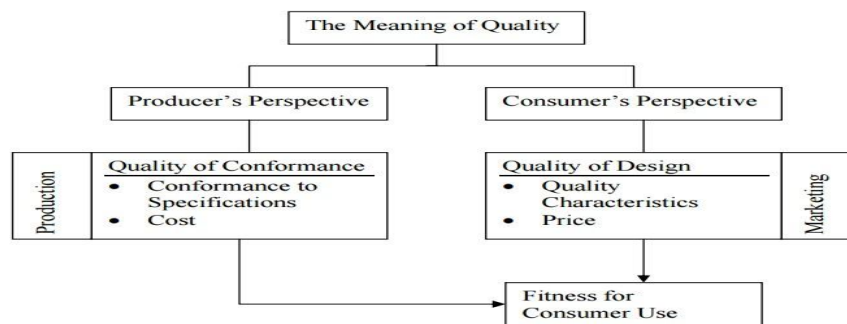 The Meaning of Quality
Producer's Perspective
Consumer's Perspective
Production
Quality of Conformance
• Conformance to
Specifications
• Cost
Quality of Design
• Quality
Characteristics
• Price
Marketing
Fitness for
Consumer Use